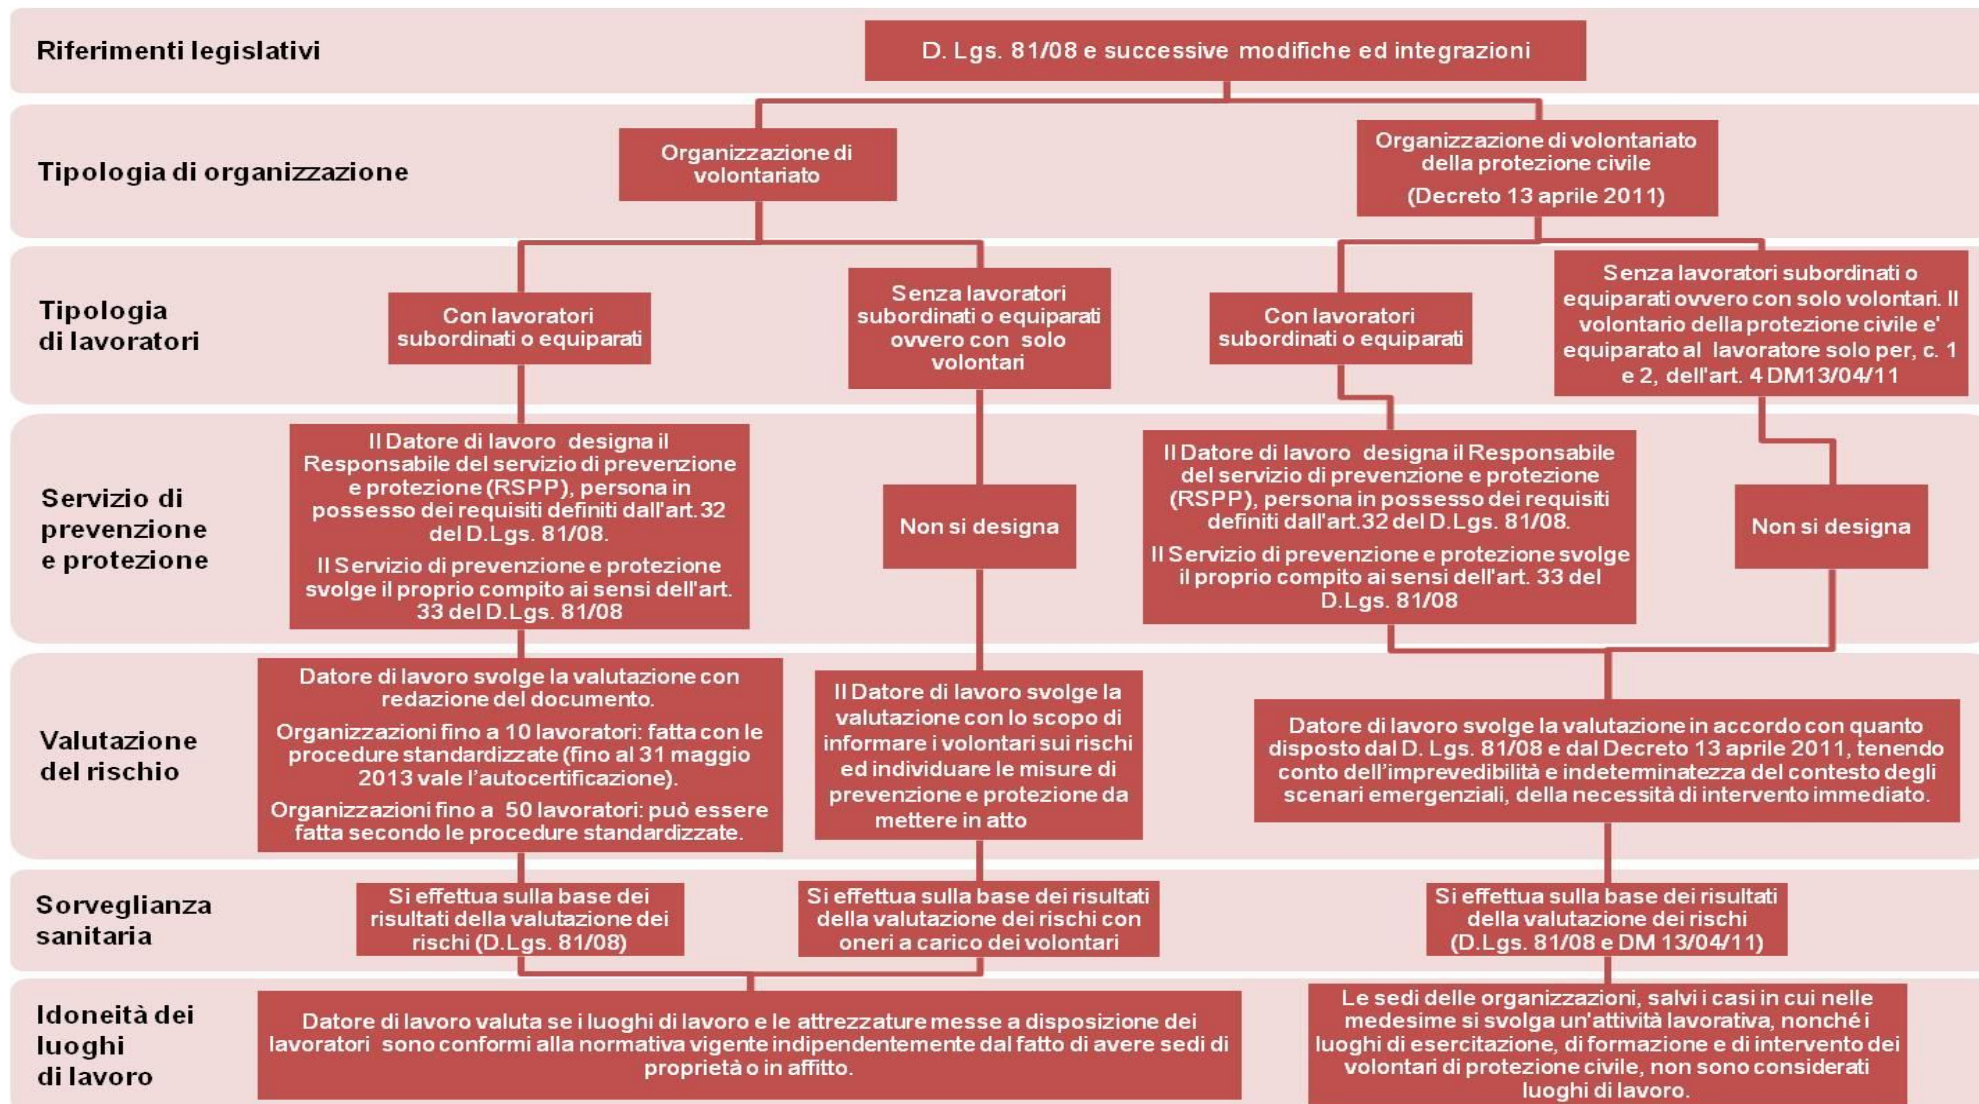 Riferimenti legislativi
D. Lgs. 81/08 e successive modifiche ed integrazioni
Tipologia di organizzazione
Organizzazione di
volontariato
Organizzazione di volontariato
della protezione civile
(Decreto 13 aprile 2011)
Tipologia
di lavoratori
Con lavoratori
subordinati o equiparati
Senza lavoratori
subordinati o equiparati
ovvero con solo
volontari
Con lavoratori
subordinati o equiparati
Senza lavoratori subordinati o
equiparati ovvero con solo volontari. Il
volontario della protezione civile e'
equiparato al lavoratore solo per, c. 1
e 2, dell'art. 4 DM13/04/11
Servizio di
prevenzione
e protezione
Il Datore di lavoro designa il
Responsabile del servizio di prevenzione
e protezione (RSPP), persona in
possesso dei requisiti definiti dall'art.32
del D.Lgs. 81/08.
Il Servizio di prevenzione e protezione
svolge il proprio compito ai sensi dell'art.
33 del D.Lgs. 81/08
Non si designa
Il Datore di lavoro designa il Responsabile
del servizio di prevenzione e protezione
(RSPP), persona in possesso dei requisiti
definiti dall'art.32 del D.Lgs. 81/08.
Il Servizio di prevenzione e protezione svolge
il proprio compito ai sensi dell'art. 33 del
D.Lgs. 81/08
Non si designa
Valutazione
del rischio
Datore di lavoro svolge la valutazione con
redazione del documento.
Organizzazioni fino a 10 lavoratori: fatta con le
procedure standardizzate (fino al 31 maggio
2013 vale l’autocertificazione).
Organizzazioni fino a 50 lavoratori: può essere
fatta secondo le procedure standardizzate.
Il Datore di lavoro svolge la
valutazione con lo scopo di
informare i volontari sui rischi
ed individuare le misure di
prevenzione e protezione da
mettere in atto
Datore di lavoro svolge la valutazione in accordo con quanto
disposto dal D. Lgs. 81/08 e dal Decreto 13 aprile 2011, tenendo
conto dell’imprevedibilità e indeterminatezza del contesto degli
scenari emergenziali, della necessità di intervento immediato.
Sorveglianza
sanitaria
Si effettua sulla base dei
risultati della valutazione dei
rischi (D.Lgs. 81/08)
Si effettua sulla base dei risultati
della valutazione dei rischi con
oneri a carico dei volontari
Si effettua sulla base dei risultati
della valutazione dei rischi
(D.Lgs. 81/08 e DM 13/04/11)
Idoneità dei
luoghi
di lavoro
Datore di lavoro valuta se i luoghi di lavoro e le attrezzature messe a disposizione dei
lavoratori sono conformi alla normativa vigente indipendentemente dal fatto di avere sedi di
proprietà o in affitto.
Le sedi delle organizzazioni, salvi i casi in cui nelle
medesime si svolga un'attività lavorativa, nonché i
luoghi di esercitazione, di formazione e di intervento dei
volontari di protezione civile, non sono considerati
luoghi di lavoro.